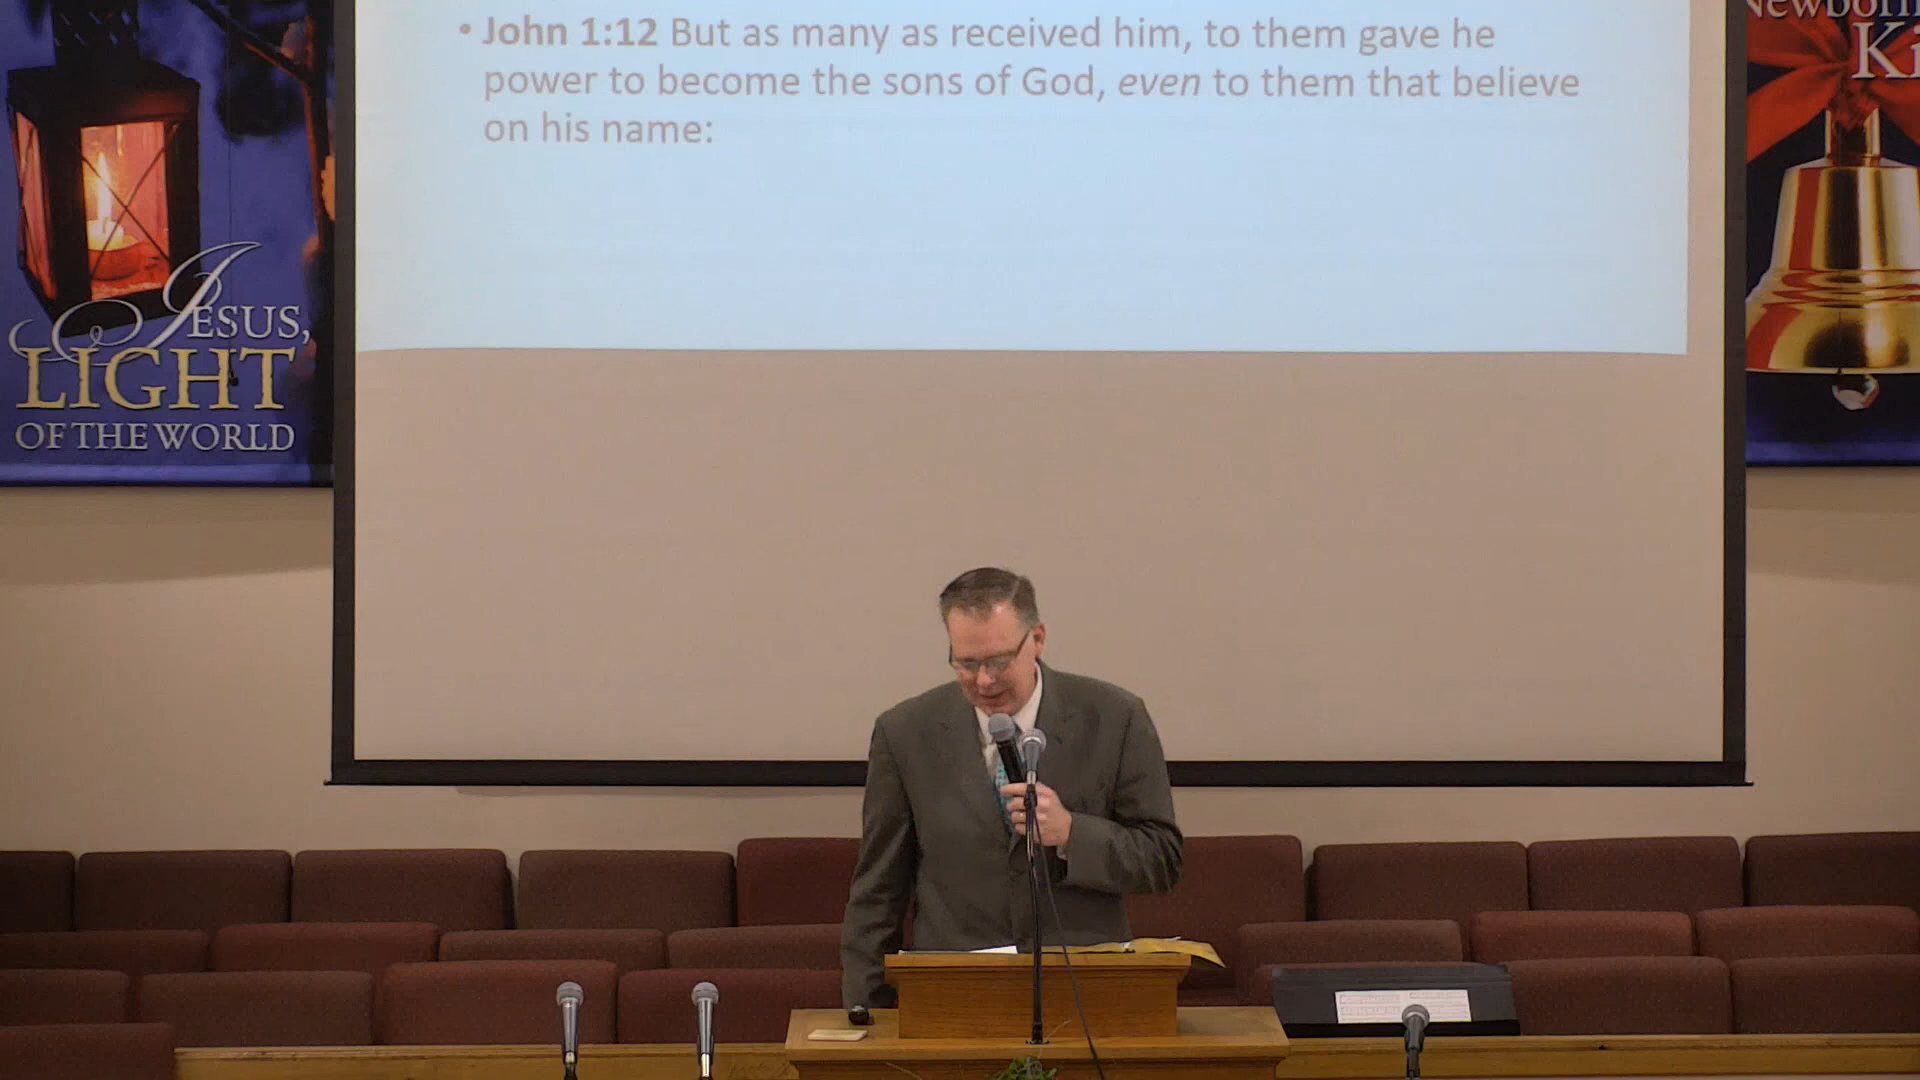 • John 1:12 But as many as received him, to them gave he
power to become the sons of God, even to them that believe
on his name:
JESUS,
LIGHT
OF THE WORLD
Newborn
Ki